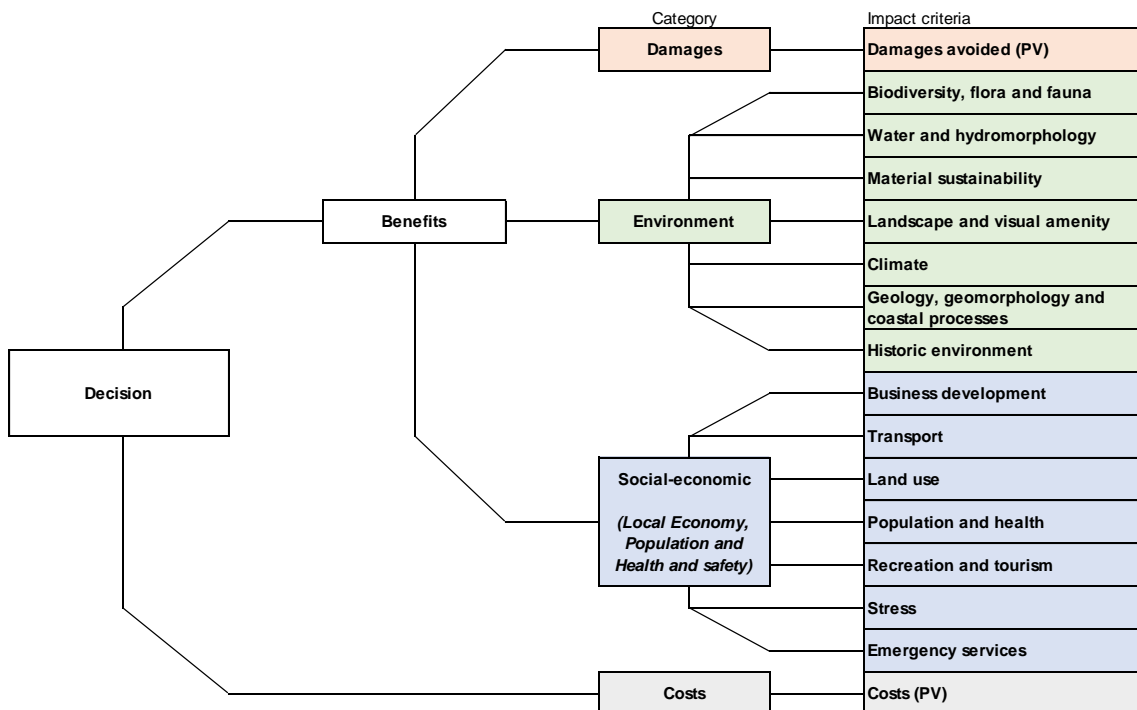 Category
Impact criteria
Damages
Damages avoided (PV)
Biodiversity, flora and fauna
Water and hydromorphology
Material sustainability
Benefits
Environment
Landscape and visual amenity
Climate
Geology, geomorphology and
coastal processes
Historic environment
Decision
Business development
Transport
Social-economic
(Local Economy,
Population and
Health and safety)
Land use
Population and health
Recreation and tourism
Stress
Emergency services
Costs
Costs (PV)